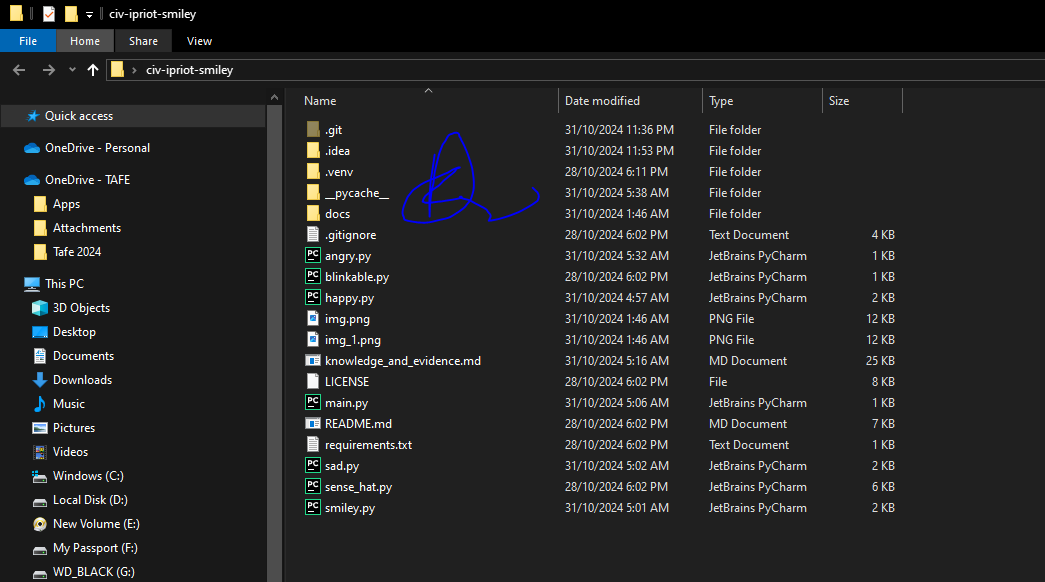 civ-ipriot-smiley
File Home Share View
civ-ipriot-smiley
Name Date modified Type Size
Quick access
OneDrive - Personal
OneDrive - TAFE
Apps
Attachments
Tafe 2024
This PC
3D Objects
Desktop
Documents
Downloads
Music
Pictures
Videos
Windows (C:)
Local Disk (D:)
New Volume (E:)
My Passport (F:)
WD_BLACK (G:)
.git 31/10/2024 11:36 PM File folder
.idea 31/10/2024 11:53 PM File folder
.venv 28/10/2024 6:11 PM File folder
__pycache__ 31/10/2024 5:38 AM File folder
docs 31/10/2024 1:46 AM File folder
.gitignore 28/10/2024 6:02 PM Text Document 4 KB
PC angry.py 31/10/2024 5:32 AM JetBrains PyCharm 1 KB
PC blinkable.py 28/10/2024 6:02 PM JetBrains PyCharm 1 KB
PC happy.py 31/10/2024 4:57 AM JetBrains PyCharm 2 KB
img.png 31/10/2024 1:46 AM PNG File 12 KB
img_1.png 31/10/2024 1:46 AM PNG File 12 KB
knowledge_and_evidence.md 31/10/2024 5:16 AM MD Document 25 KB
LICENSE 28/10/2024 6:02 PM File 8 KB
PC main.py 31/10/2024 5:06 AM JetBrains PyCharm 1 KB
README.md 28/10/2024 6:02 PM MD Document 7 KB
requirements.txt 28/10/2024 6:02 PM Text Document 1 KB
PC sad.py 31/10/2024 5:02 AM JetBrains PyCharm 2 KB
PC sense_hat.py 28/10/2024 6:02 PM JetBrains PyCharm 6 KB
PC smiley.py 31/10/2024 5:01 AM JetBrains PyCharm 2 KB